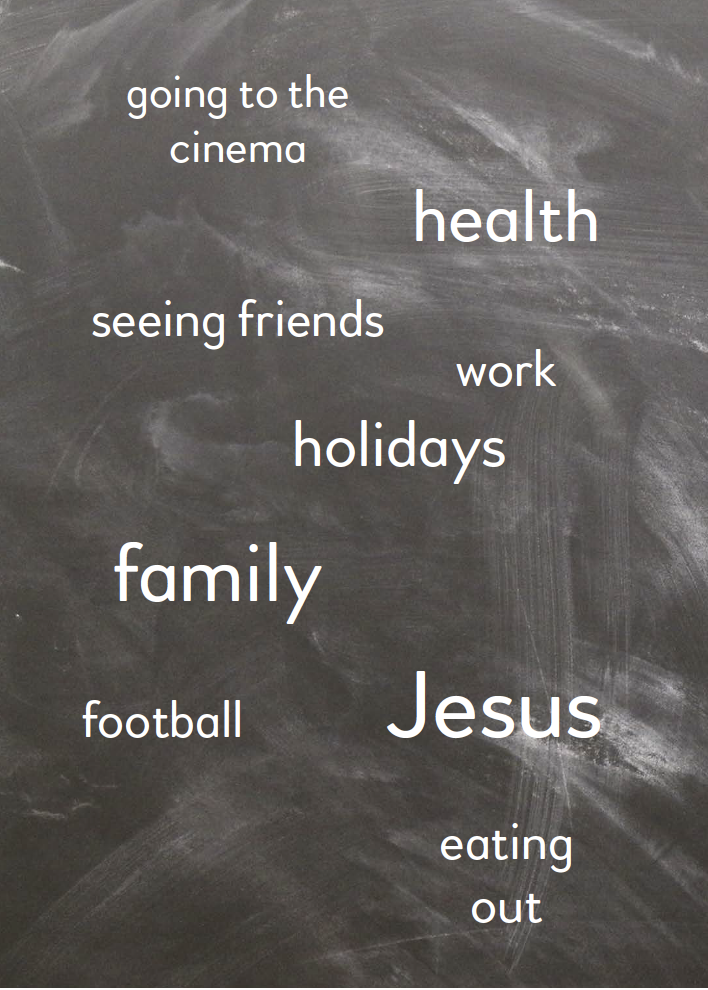 going to the
cinema
health
seeing friends
work
holidays
family
Jesus
football
eating
out